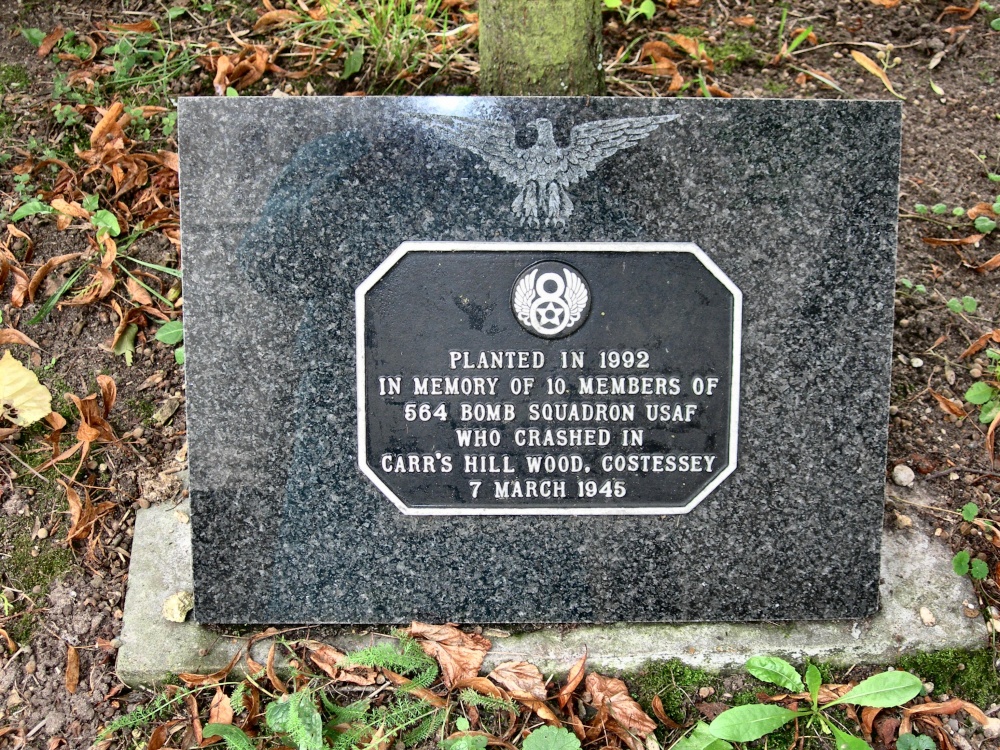 8
PLANTED IN 1992
IN MEMORY OF 10 MEMBERS OF
564 BOMB SQUADRON USAF
WHO CRASHED IN
CARR'S HILL WOOD, COSTESSEY
7 MARCH 1945